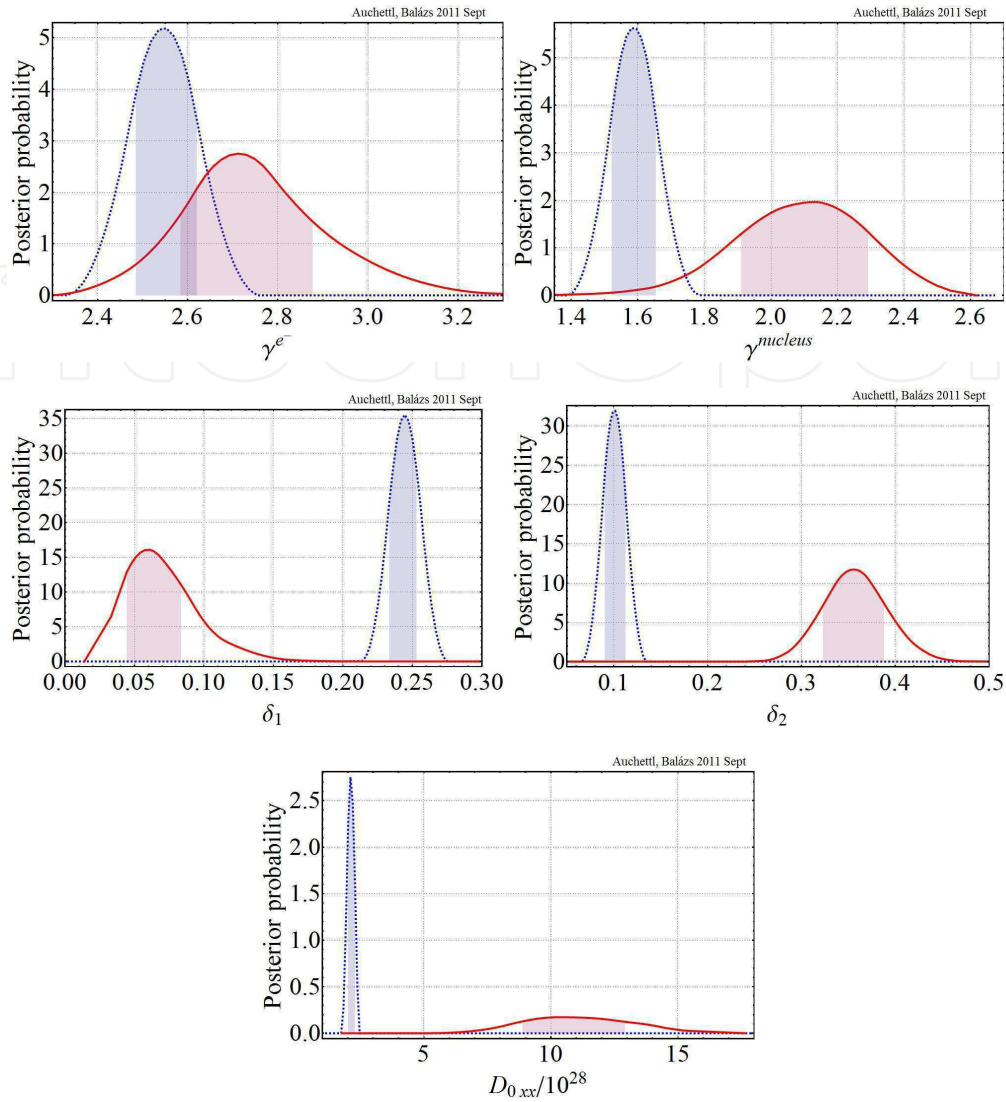 Auchettl, Balázs 2011 Sept
Posterior probability
5
4
3
2
1
0
2.4 2.6 2.8 3.0 3.2
γ^e⁻
Auchettl, Balázs 2011 Sept
Posterior probability
5
4
3
2
1
0
1.4 1.6 1.8 2.0 2.2 2.4 2.6
γ^nucleus
Auchettl, Balázs 2011 Sept
Posterior probability
35
30
25
20
15
10
5
0
0.00 0.05 0.10 0.15 0.20 0.25 0.30
δ₁
Auchettl, Balázs 2011 Sept
Posterior probability
30
25
20
15
10
5
0
0.1 0.2 0.3 0.4 0.5
δ₂
Auchettl, Balázs 2011 Sept
Posterior probability
2.5
2.0
1.5
1.0
0.5
0.0
5 10 15
D₀ xx/10²⁸